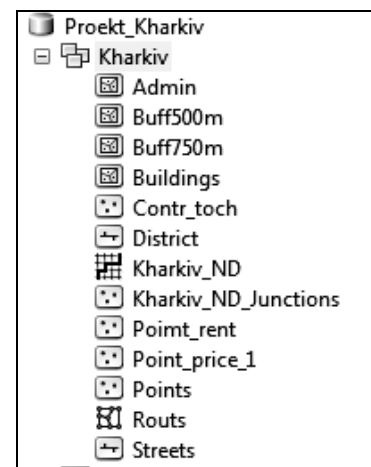 Proekt_Kharkiv
Kharkiv
Admin
Buff500m
Buff750m
Buildings
Contr_toch
District
Kharkiv_ND
Kharkiv_ND_Junctions
Poimt_rent
Point_price_1
Points
Routs
Streets